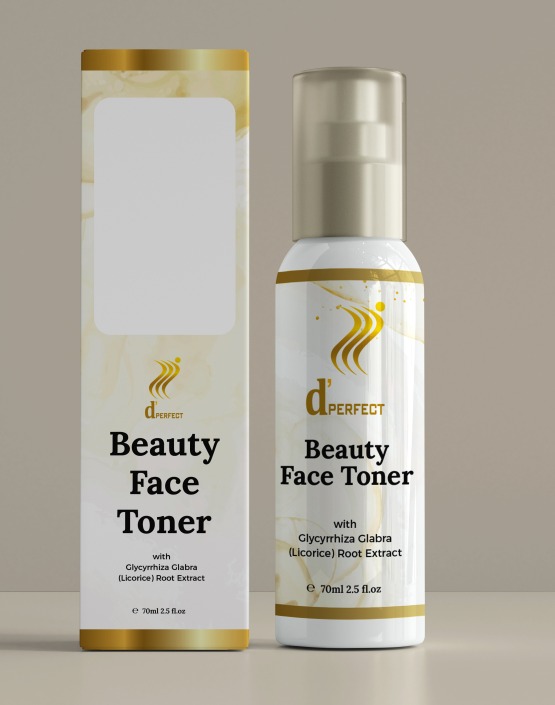 d'PERFECT
Beauty
Face
Toner
with
Glycyrrhiza Glabra
(Licorice) Root Extract
℮ 70ml 2.5 fl.oz
d'PERFECT
Beauty
Face Toner
with
Glycyrrhiza Glabra
(Licorice) Root Extract
℮ 70ml 2.5 fl.oz